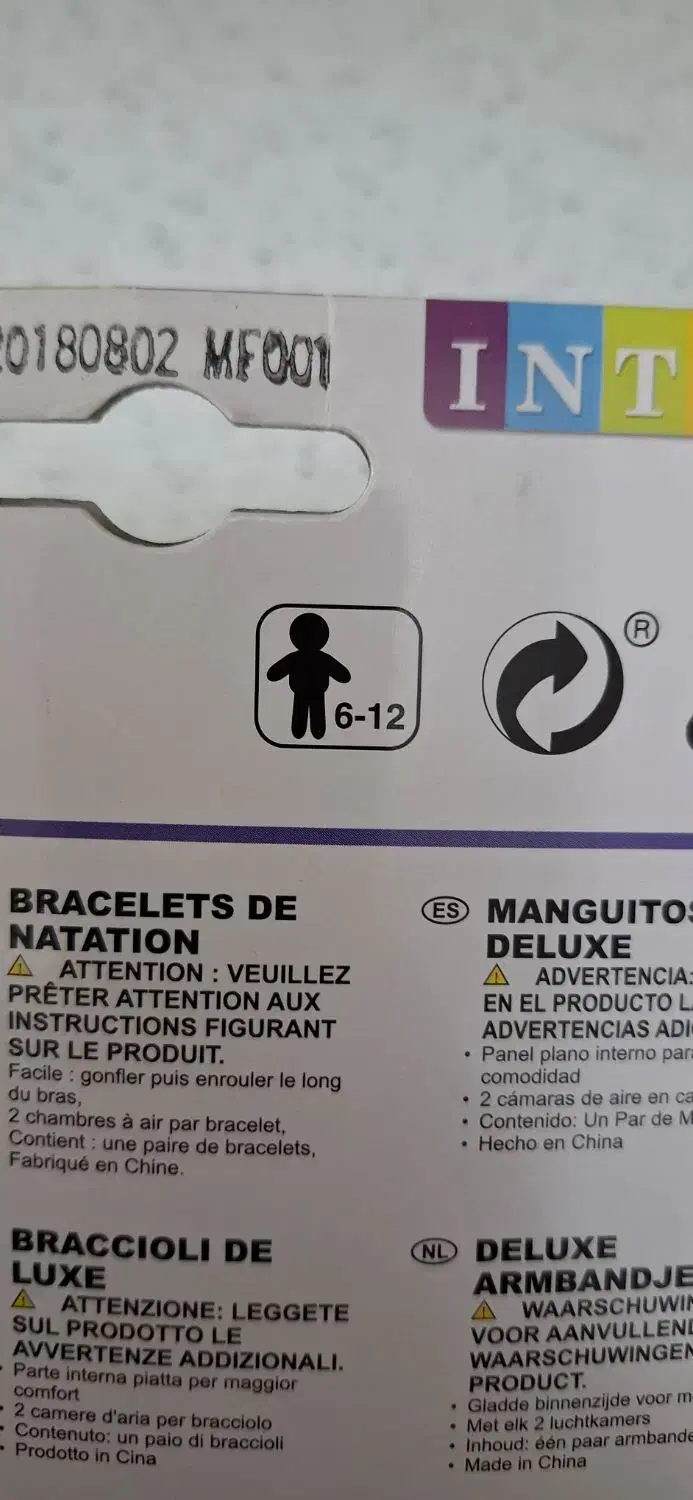 20180802 MF001
INT
6-12
®
BRACELETS DE
NATATION
ATTENTION : VEUILLEZ
PRÊTER ATTENTION AUX
INSTRUCTIONS FIGURANT
SUR LE PRODUIT.
Facile : gonfler puis enrouler le long
du bras,
2 chambres à air par bracelet,
Contient : une paire de bracelets,
Fabriqué en Chine.
ES MANGUITOS
DELUXE
ADVERTENCIA:
EN EL PRODUCTO
ADVERTENCIAS
Panel plano interno para
comodidad
• 2 cámaras de aire en
• Contenido: Un Par de
• Hecho en China
BRACCIOLI DE
LUXE
ATTENZIONE: LEGGETE
SUL PRODOTTO LE
AVVERTENZE ADDIZIONALI.
• Parte interna piatta per maggior
comfort
• 2 camere d'aria per bracciolo
• Contenuto: un paio di braccioli
• Prodotto in Cina
NL DELUXE
ARMBANDJE
WAARSCHUWIN
VOOR AANVULLEND
WAARSCHUWINGEN
PRODUCT.
• Gladde binnenzijde voor
• Met elk 2 luchtkamers
• Inhoud: één paar armbande
• Made in China